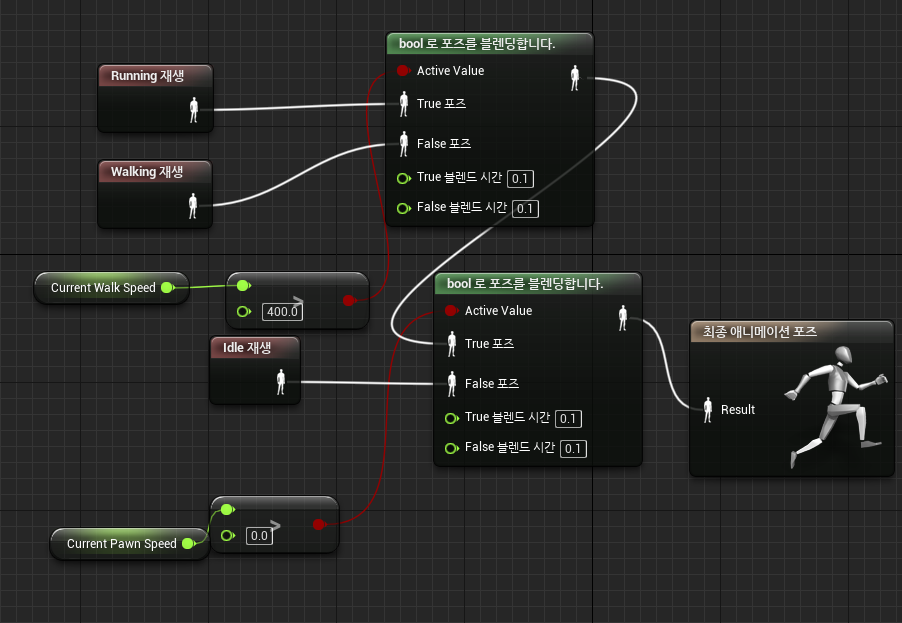 bool 로 포즈를 블렌딩합니다.
Running 재생
Active Value
True 포즈
False 포즈
Walking 재생
True 블렌드 시간 0.1
False 블렌드 시간 0.1
Current Walk Speed
>
400.0
bool 로 포즈를 블렌딩합니다.
Active Value
Idle 재생
True 포즈
False 포즈
True 블렌드 시간 0.1
False 블렌드 시간 0.1
최종 애니메이션 포즈
Result
Current Pawn Speed
>
0.0